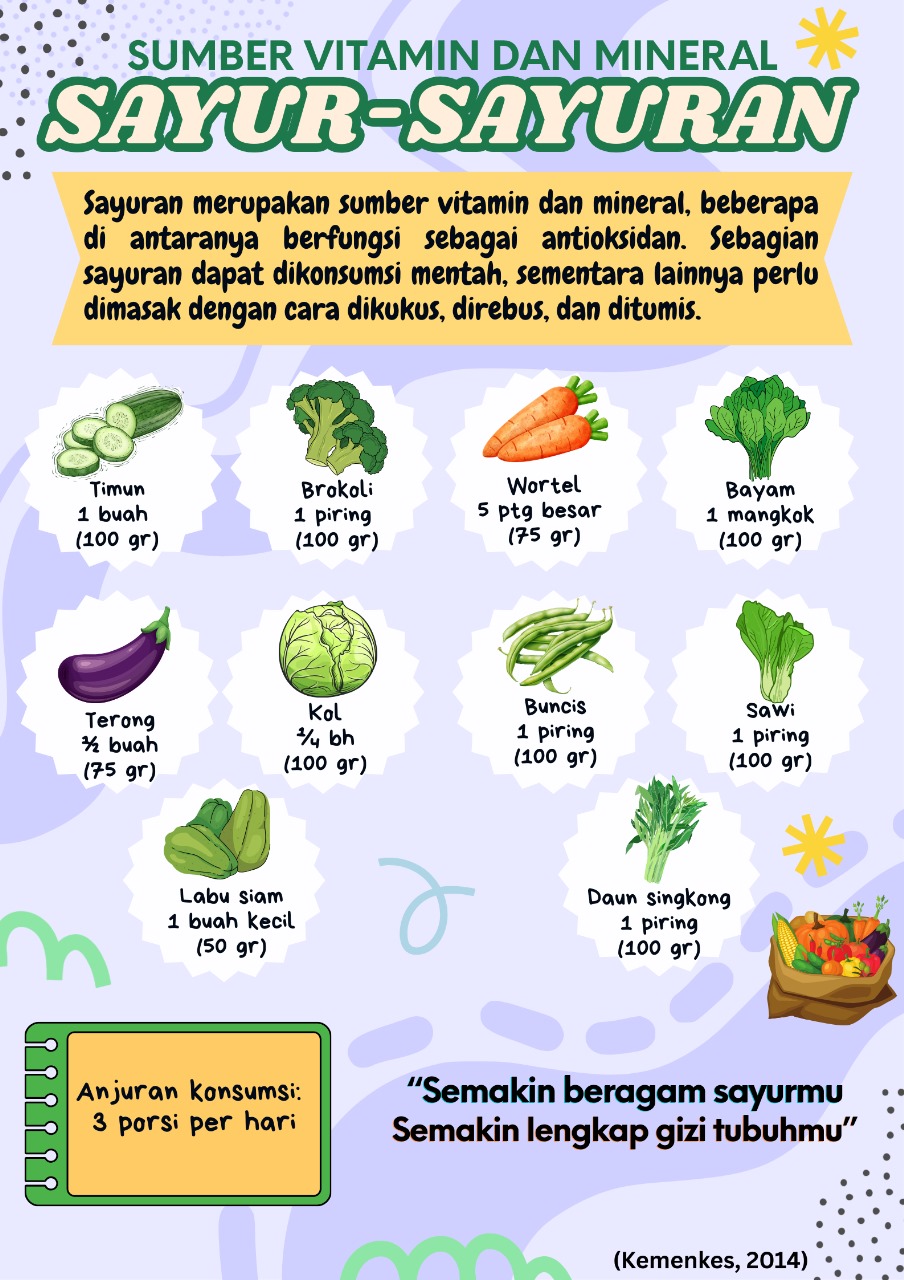 SUMBER VITAMIN DAN MINERAL
SAYUR-SAYURAN
Sayuran merupakan sumber vitamin dan mineral, beberapa
di antaranya berfungsi sebagai antioksidan. Sebagian
sayuran dapat dikonsumsi mentah, sementara lainnya perlu
dimasak dengan cara dikukus, direbus, dan ditumis.
Timun
1 buah
(100 gr)
Brokoli
1 piring
(100 gr)
Wortel
5 ptg besar
(75 gr)
Bayam
1 mangkok
(100 gr)
Terong
½ buah
(75 gr)
Kol
¼ bh
(100 gr)
Buncis
1 piring
(100 gr)
Sawi
1 piring
(100 gr)
Labu siam
1 buah kecil
(50 gr)
Daun singkong
1 piring
(100 gr)
Anjuran Konsumsi:
3 porsi per hari
“Semakin beragam sayurmu
Semakin lengkap gizi tubuhmu”
(Kemenkes, 2014)